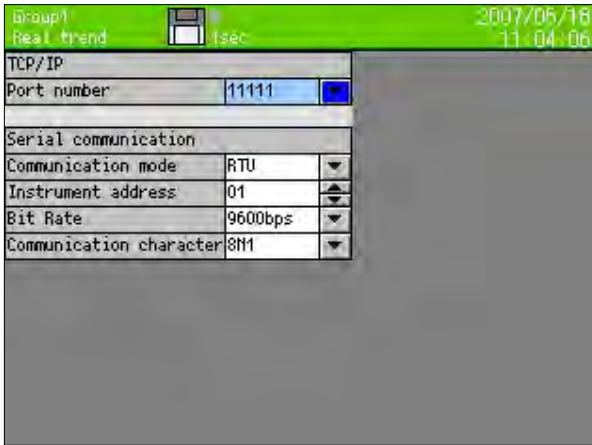 Group1
2007/05/18
Real trend
1sec
11:04:06
TCP/IP
Port number 11111
Serial communication
Communication mode RTU
Instrument address 01
Bit Rate 9600bps
Communication character 8N1